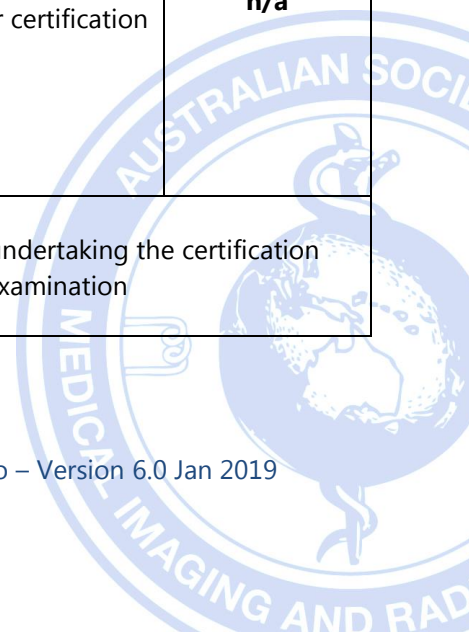 r certification
n/a
ndertaking the certification
xamination
o – Version 6.0 Jan 2019
AUSTRALIAN SOCI
MEDICAL IMAGING AND RAD